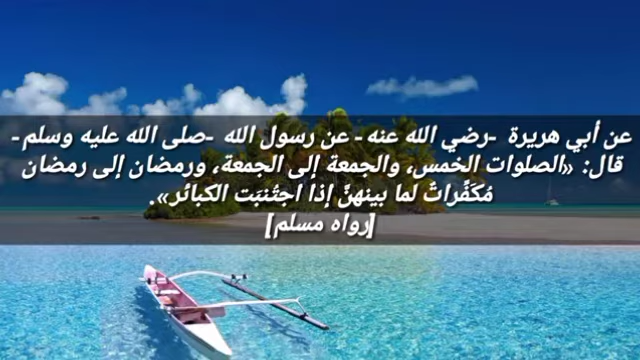 عن أبي هريرة -رضي الله عنه- عن رسول الله -صلى الله عليه وسلم-
قال: «الصلوات الخمس، والجمعة إلى الجمعة، ورمضان إلى رمضان
مُكَفِّراتٌ لما بينهنَّ إذا اجتُنبَت الكبائر».
[رواه مسلم]